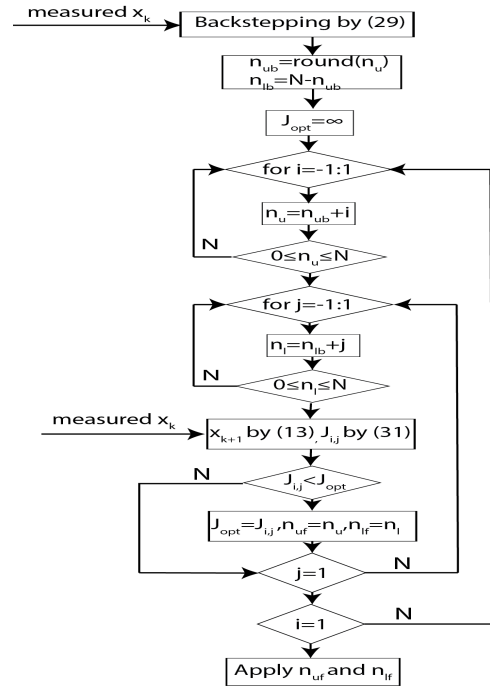 measured x_k
Backstepping by (29)
n_ub=round(n_u)
n_lb=N-n_ub
J_opt=∞
for i=-1:1
n_u=n_ub+i
N
0≤n_u≤N
for j=-1:1
n_l=n_lb+j
N
0≤n_l≤N
measured x_k
x_k+1 by (13), J_i,j by (31)
N
J_i,j<J_opt
J_opt=J_i,j,n_uf=n_u,n_lf=n_l
j=1
N
i=1
N
Apply n_uf and n_lf